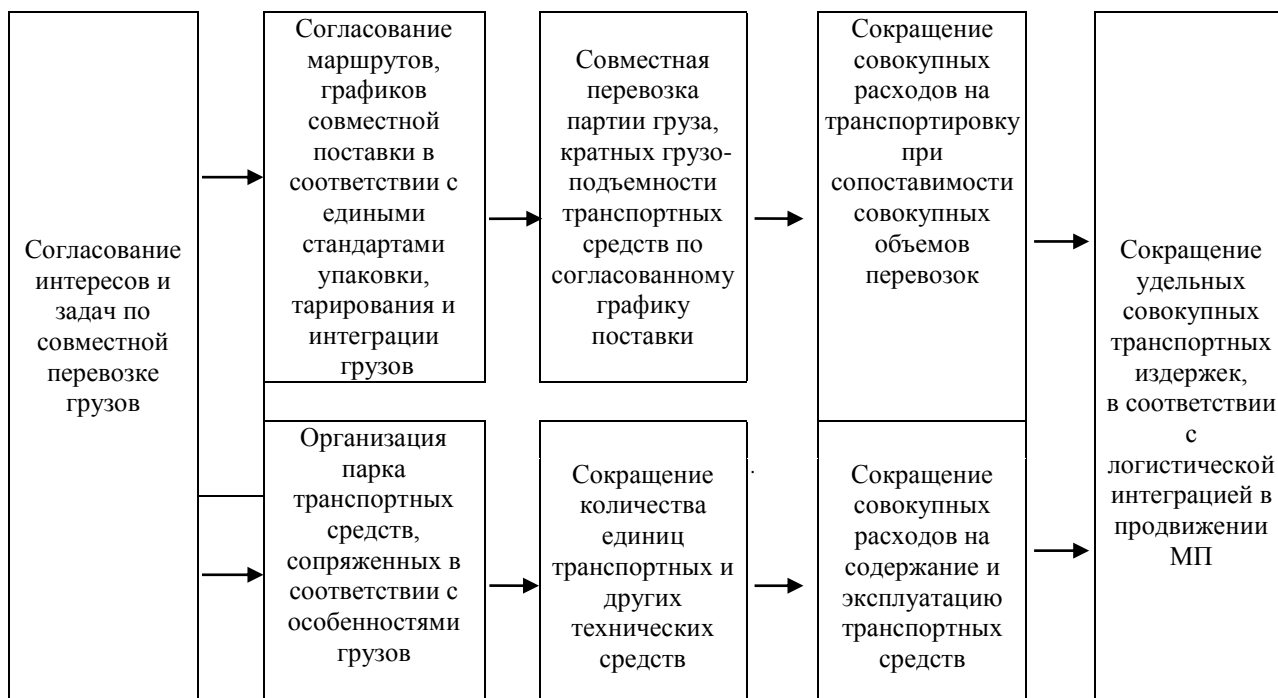 Согласование
интересов и
задач по
совместной
перевозке
грузов
Согласование
маршрутов,
графиков
совместной
поставки в
соответствии с
едиными
стандартами
упаковки,
тарирования и
интеграции
грузов
Совместная
перевозка
партии груза,
кратных грузо-
подъемности
транспортных
средств по
согласованному
графику
поставки
Сокращение
совокупных
расходов на
транспортировку
при
сопоставимости
совокупных
объемов
перевозок
Организация
парка
транспортных
средств,
сопряженных в
соответствии с
особенностями
грузов
Сокращение
количества
единиц
транспортных и
других
технических
средств
.
Сокращение
совокупных
расходов на
содержание и
эксплуатацию
транспортных
средств
Сокращение
удельных
совокупных
транспортных
издержек,
в соответствии
с
логистической
интеграцией в
продвижении
МП